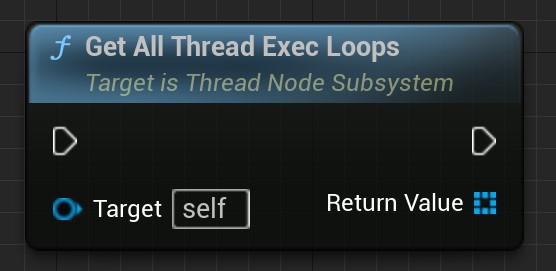 f Get All Thread Exec Loops
Target is Thread Node Subsystem
Target self Return Value